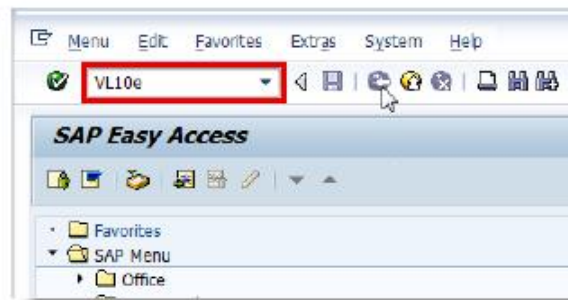 Menu Edit Favorites Extras System Help
VL10e
SAP Easy Access
Favorites
SAP Menu
Office